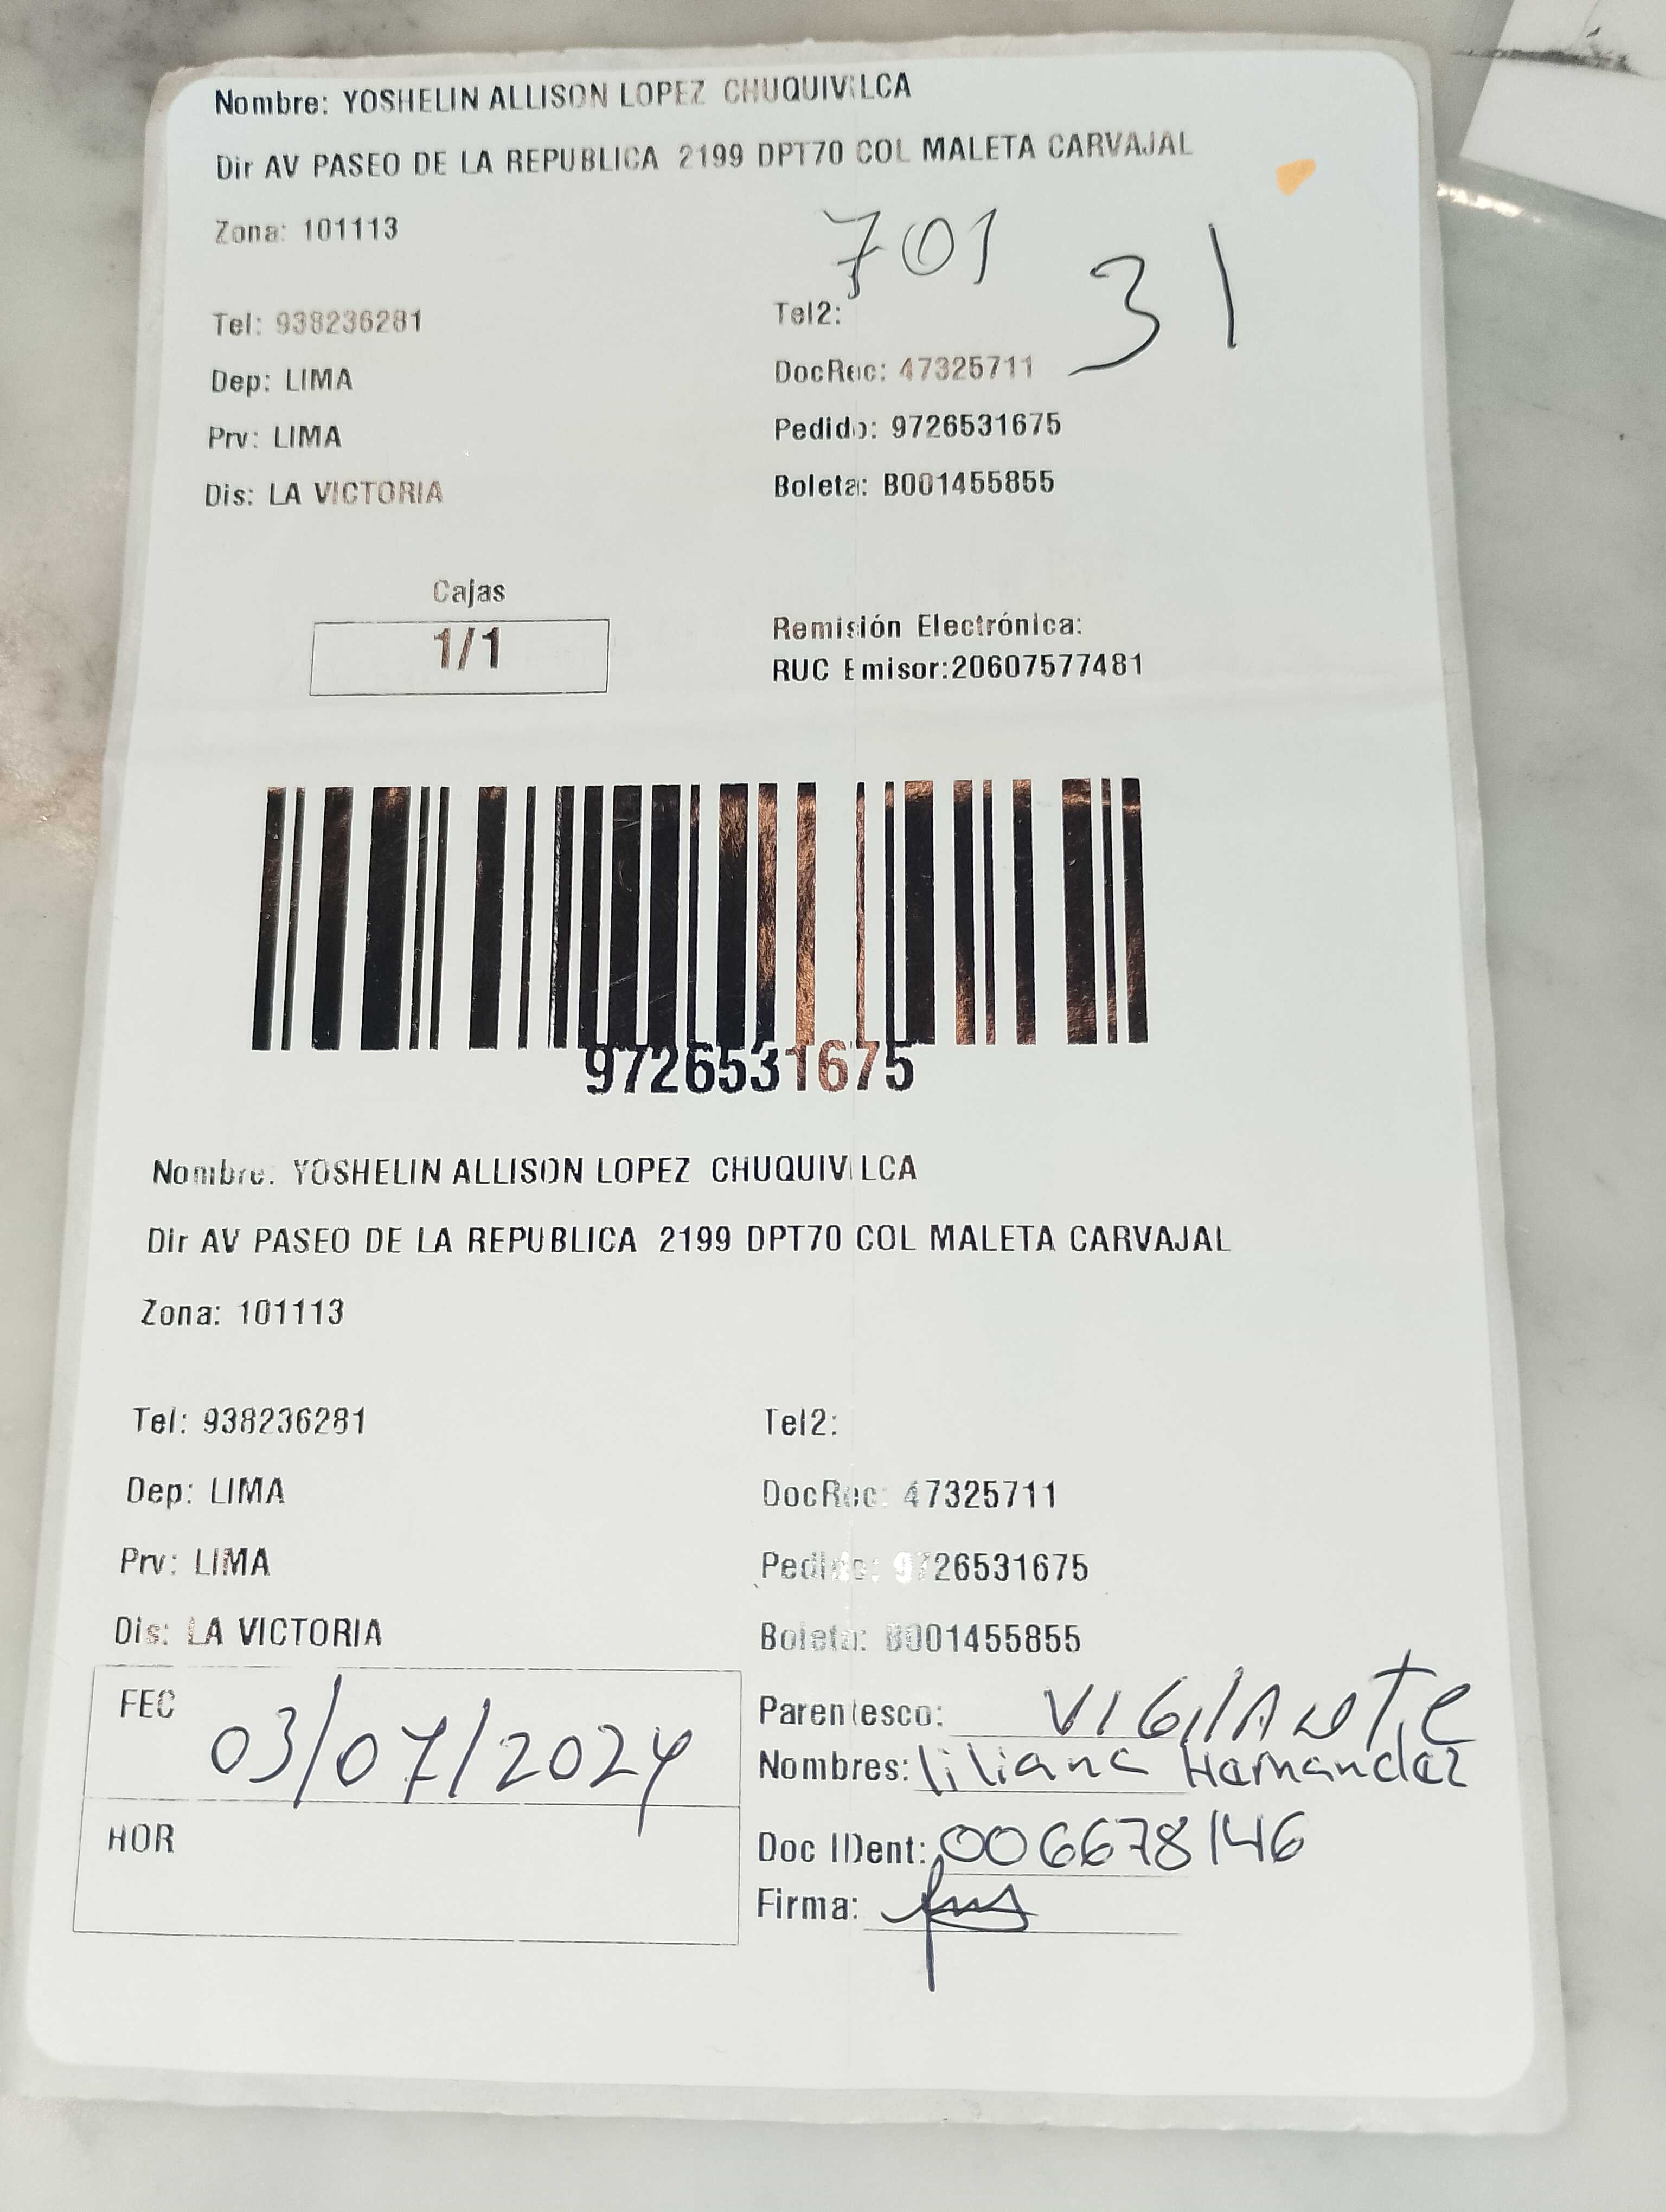 Nombre: YOSHELIN ALLISON LOPEZ CHUQUIVILCA
Dir AV PASEO DE LA REPUBLICA 2199 DPT70 COL MALETA CARVAJAL
Zona: 101113
701
31
Tel: 938236281 Tel2:
Dep: LIMA DocRec: 47325711
Prv: LIMA Pedido: 9726531675
Dis: LA VICTORIA Boleta: B001455855
Cajas
1/1
Remisión Electrónica:
RUC Emisor:20607577481
9726531675
Nombre: YOSHELIN ALLISON LOPEZ CHUQUIVILCA
Dir AV PASEO DE LA REPUBLICA 2199 DPT70 COL MALETA CARVAJAL
Zona: 101113
Tel: 938236281 Tel2:
Dep: LIMA DocRec: 47325711
Prv: LIMA Pedido: 9726531675
Dis: LA VICTORIA Boleta: B001455855
FEC 03/07/2024
HOR
Parentesco: VIGilANTe
Nombres: liliana Hernandez
Doc IDent: 006678146
Firma: